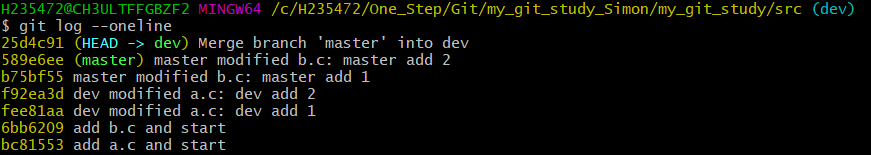 H235472@CH3ULTFFGBZF2 MINGW64 /c/H235472/One_Step/Git/my_git_study_Simon/my_git_study/src (dev)
$ git log --oneline
25d4c91 (HEAD -> dev) Merge branch 'master' into dev
589e6ee (master) master modified b.c: master add 2
b75bf55 master modified b.c: master add 1
f92ea3d dev modified a.c: dev add 2
fee81aa dev modified a.c: dev add 1
6bb6209 add b.c and start
bc81553 add a.c and start